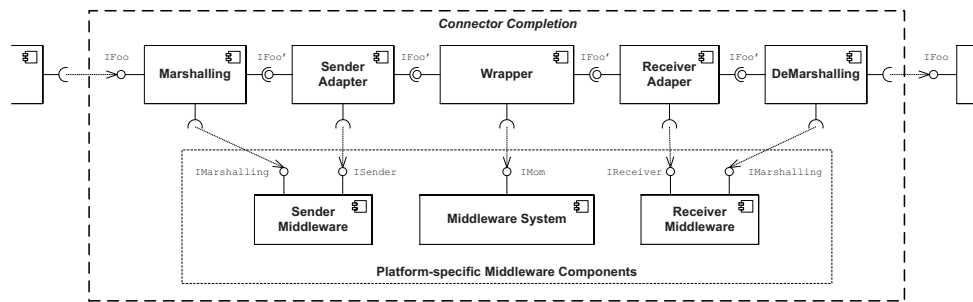 Connector Completion
IFoo
Marshalling
IFoo'
Sender
Adapter
IFoo'
Wrapper
IFoo'
Receiver
Adaper
IFoo'
DeMarshalling
IFoo
IMarshalling
ISender
IMom
IReceiver
IMarshalling
Sender
Middleware
Middleware System
Receiver
Middleware
Platform-specific Middleware Components